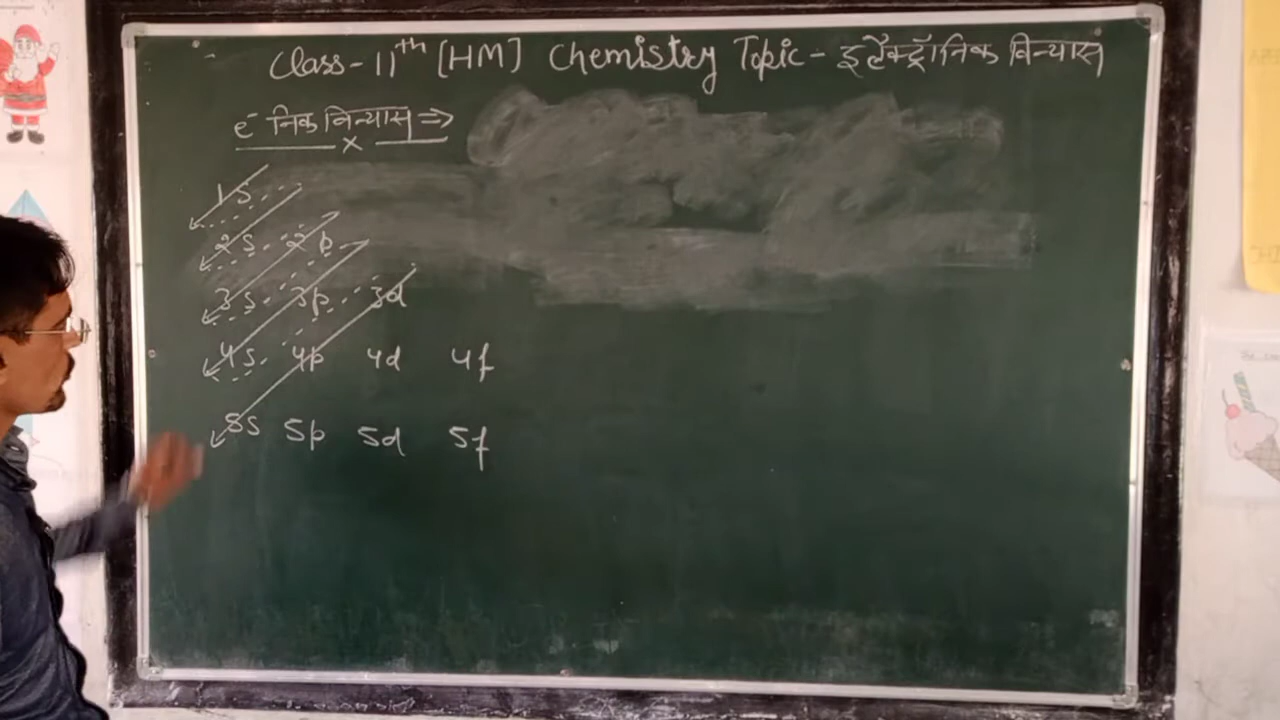 Class-11th [HM] Chemistry Topic - इलैक्ट्रॉनिक विन्यास
e⁻ निक विन्यास ⇒
1s
2s 2p
3s 3p 3d
4s 4p 4d 4f
5s 5p 5d 5f